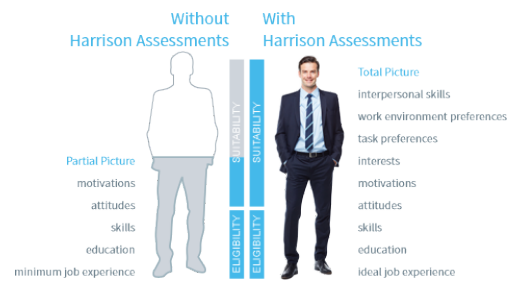 Without
Harrison Assessments
With
Harrison Assessments
Partial Picture
motivations
attitudes
skills
education
minimum job experience
SUITABILITY
ELIGIBILITY
SUITABILITY
ELIGIBILITY
Total Picture
interpersonal skills
work environment preferences
task preferences
interests
motivations
attitudes
skills
education
ideal job experience